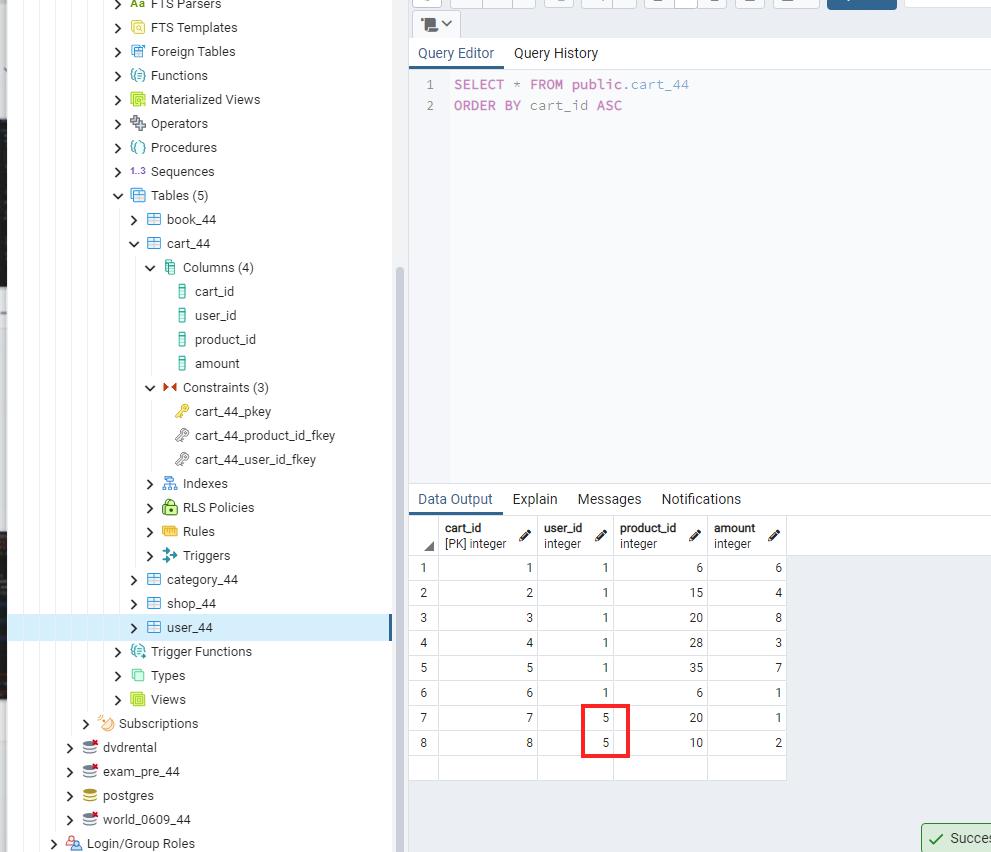 FTS Parsers
FTS Templates
Foreign Tables
Functions
Materialized Views
Operators
Procedures
1..3 Sequences
Tables (5)
book_44
cart_44
Columns (4)
cart_id
user_id
product_id
amount
Constraints (3)
cart_44_pkey
cart_44_product_id_fkey
cart_44_user_id_fkey
Indexes
RLS Policies
Rules
Triggers
category_44
shop_44
user_44
Trigger Functions
Types
Views
Subscriptions
dvdrental
exam_pre_44
postgres
world_0609_44
Login/Group Roles
Query Editor Query History
1 SELECT * FROM public.cart_44
2 ORDER BY cart_id ASC
Data Output Explain Messages Notifications
cart_id user_id product_id amount
[PK] integer integer integer integer
1 1 1 6 6
2 2 1 15 4
3 3 1 20 8
4 4 1 28 3
5 5 1 35 7
6 6 1 6 1
7 7 5 20 1
8 8 5 10 2